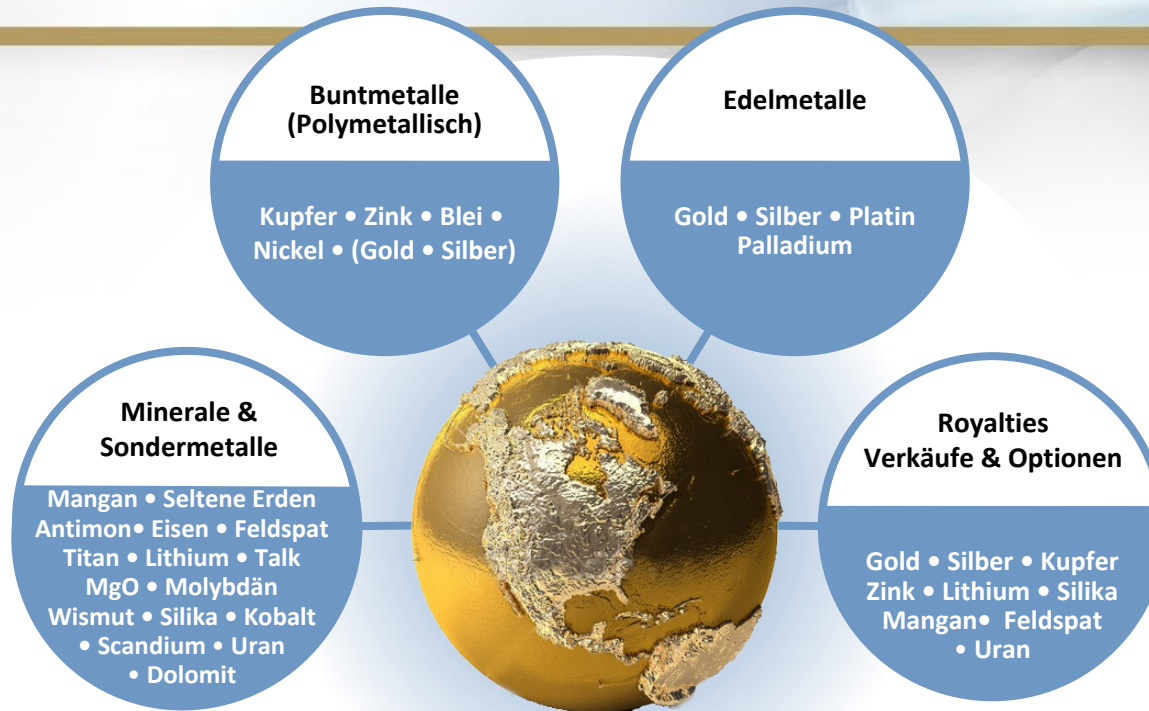 Buntmetalle
(Polymetallisch)
Kupfer • Zink • Blei •
Nickel • (Gold • Silber)
Edelmetalle
Gold • Silber • Platin
Palladium
Minerale &
Sondermetalle
Mangan • Seltene Erden
Antimon• Eisen • Feldspat
Titan • Lithium • Talk
MgO • Molybdän
Wismut • Silika • Kobalt
• Scandium • Uran
• Dolomit
Royalties
Verkäufe & Optionen
Gold • Silber • Kupfer
Zink • Lithium • Silika
Mangan• Feldspat
• Uran